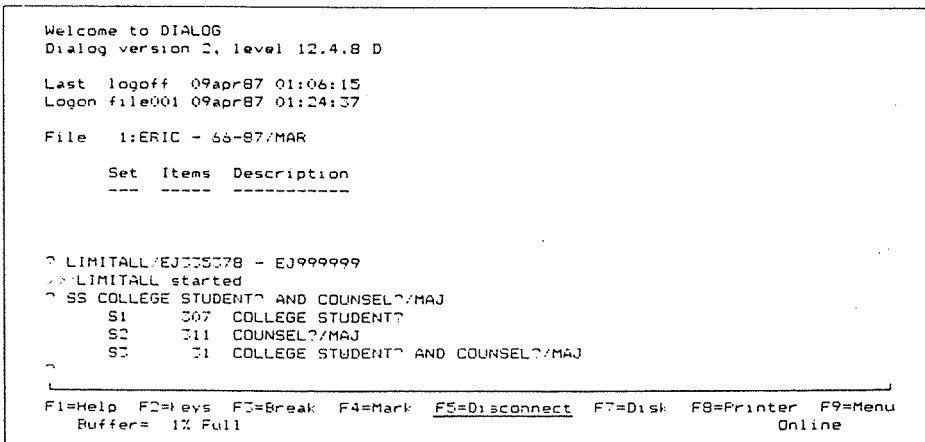 Welcome to DIALOG
Dialog version 2, level 12.4.8 D
Last logoff 09apr87 01:06:15
Logon file001 09apr87 01:24:37
File 1:ERIC - 66-87/MAR
Set Items Description
--- ----- -----------
? LIMITALL/EJ335378 - EJ999999
>>>LIMITALL started
? SS COLLEGE STUDENT? AND COUNSEL?/MAJ
S1 307 COLLEGE STUDENT?
S2 311 COUNSEL?/MAJ
S3 31 COLLEGE STUDENT? AND COUNSEL?/MAJ
?
F1=Help F2=Keys F3=Break F4=Mark F5=Disconnect F7=Disk F8=Printer F9=Menu
Buffer= 1% Full Online